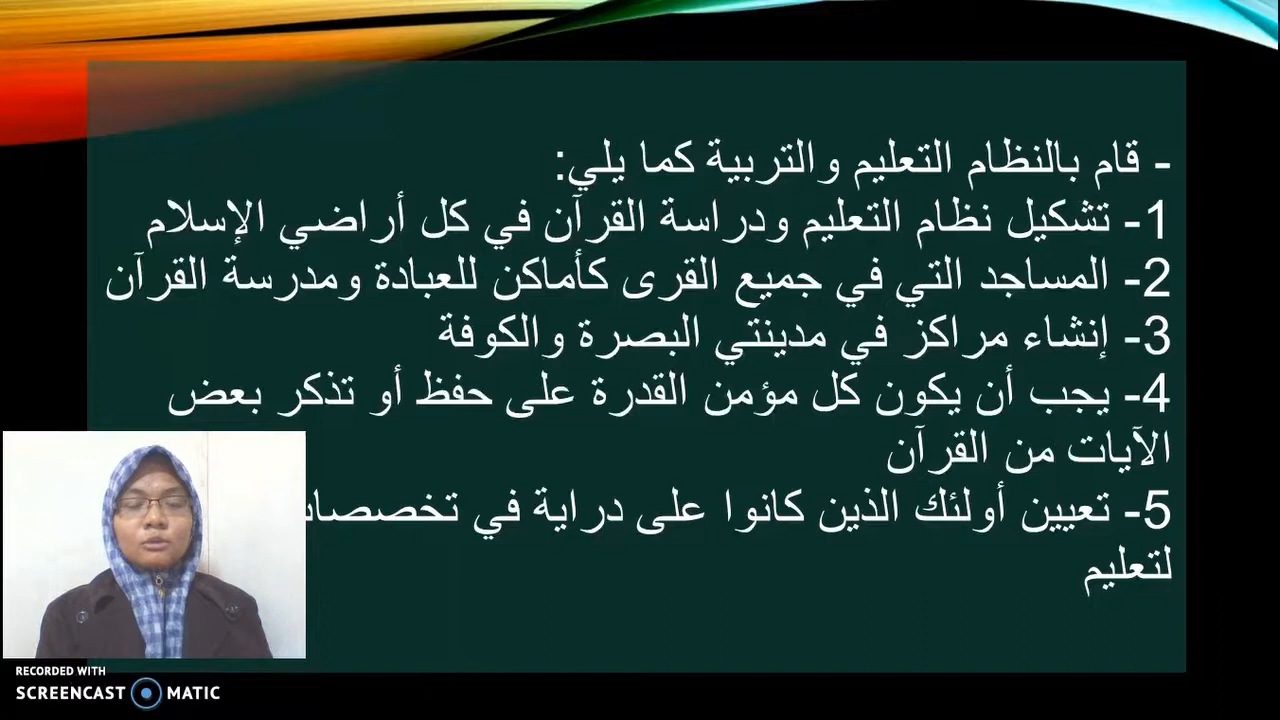 - قام بالنظام التعليم والتربية كما يلي:
1- تشكيل نظام التعليم ودراسة القرآن في كل أراضي الإسلام
2- المساجد التي في جميع القرى كأماكن للعبادة ومدرسة القرآن
3- إنشاء مراكز في مدينتي البصرة والكوفة
4- يجب أن يكون كل مؤمن القدرة على حفظ أو تذكر بعض
الآيات من القرآن
5- تعيين أولئك الذين كانوا على دراية في
لتعليم
RECORDED WITH
SCREENCAST MATIC